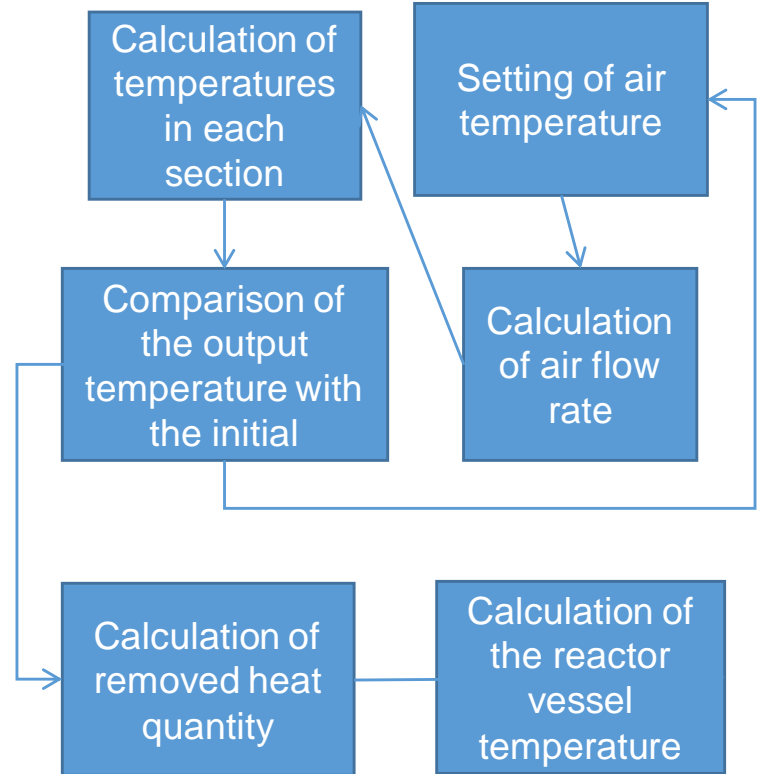 Calculation of
temperatures
in each
section
Setting of air
temperature
Comparison of
the output
temperature with
the initial
Calculation
of air flow
rate
Calculation of
removed heat
quantity
Calculation of
the reactor
vessel
temperature